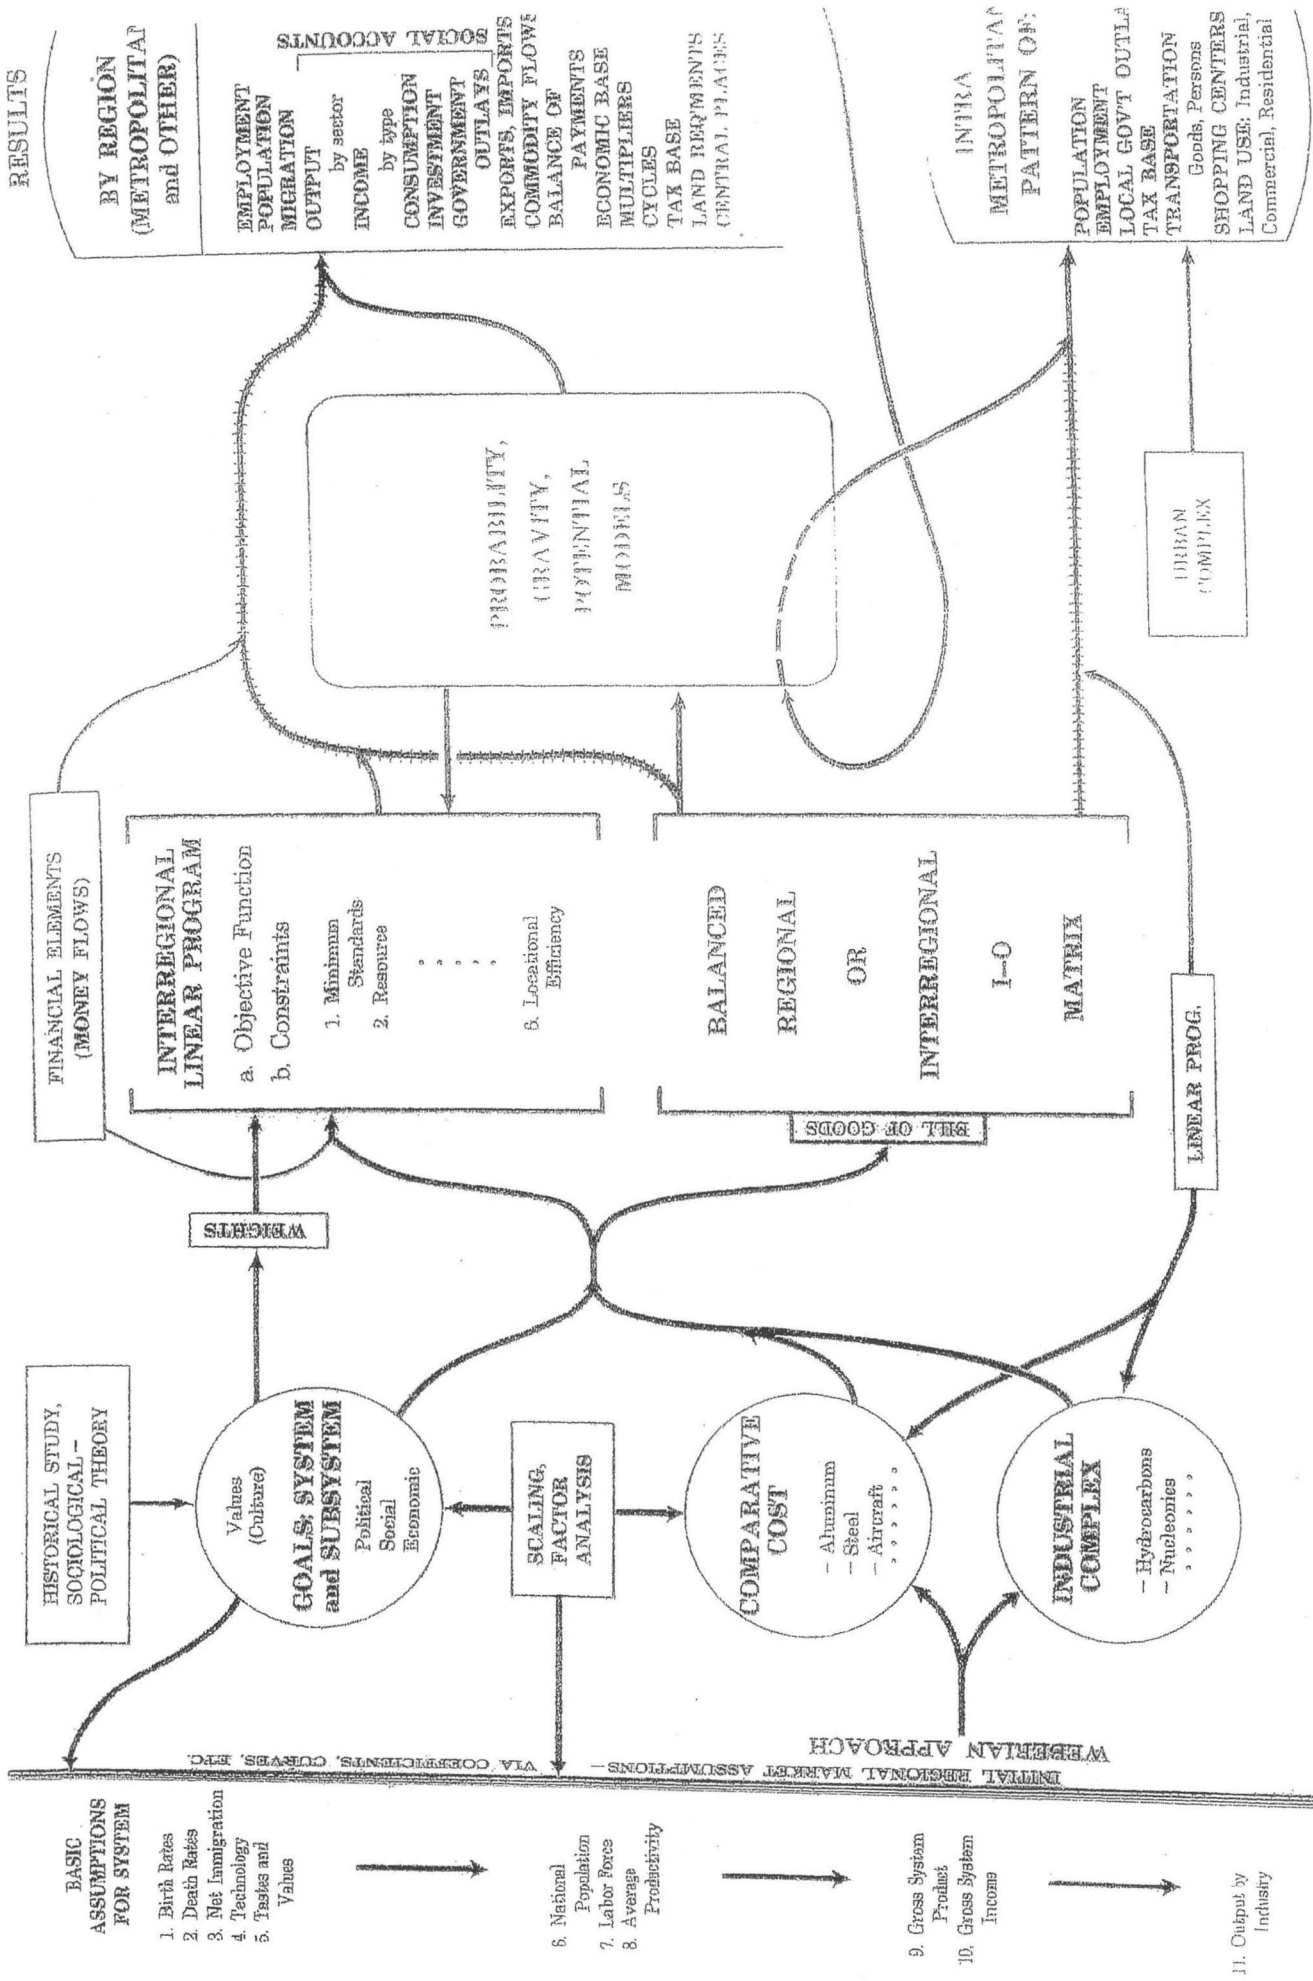 BASIC
ASSUMPTIONS
FOR SYSTEM
1. Birth Rates
2. Death Rates
3. Net Immigration
4. Technology
5. Tastes and
Values
6. National
Population
7. Labor Force
8. Average
Productivity
9. Gross System
Product
10. Gross System
Income
11. Output by
Industry
INITIAL REGIONAL MARKET ASSUMPTIONS — VIA COEFFICIENTS, CURVES, ETC.
WEBERIAN APPROACH
HISTORICAL STUDY,
SOCIOLOGICAL–
POLITICAL THEORY
Values
(Culture)
GOALS: SYSTEM
and SUBSYSTEM
Political
Social
Economic
SCALING,
FACTOR
ANALYSIS
COMPARATIVE
COST
– Aluminum
– Steel
– Aircraft
INDUSTRIAL
COMPLEX
– Hydrocarbons
– Nucleonics
WEIGHTS
BILL OF GOODS
LINEAR PROG.
FINANCIAL ELEMENTS
(MONEY FLOWS)
INTERREGIONAL
LINEAR PROGRAM
a. Objective Function
b. Constraints
1. Minimum
Standards
2. Resource
6. Locational
Efficiency
BALANCED
REGIONAL
OR
INTERREGIONAL
I–O
MATRIX
PROBABILITY,
GRAVITY,
POTENTIAL
MODELS
URBAN
COMPLEX
RESULTS
BY REGION
(METROPOLITAN
and OTHER)
EMPLOYMENT
POPULATION
MIGRATION
OUTPUT
by sector
INCOME
by type
CONSUMPTION
INVESTMENT
GOVERNMENT
OUTLAYS
SOCIAL ACCOUNTS
EXPORTS, IMPORTS
COMMODITY FLOWS
BALANCE OF
PAYMENTS
ECONOMIC BASE
MULTIPLIERS
CYCLES
TAX BASE
LAND REQMENTS
CENTRAL PLACES
INTRA
METROPOLITAN
PATTERN OF:
POPULATION
EMPLOYMENT
LOCAL GOVT OUTLA
TAX BASE
TRANSPORTATION
Goods, Persons
SHOPPING CENTERS
LAND USE: Industrial,
Commercial, Residential